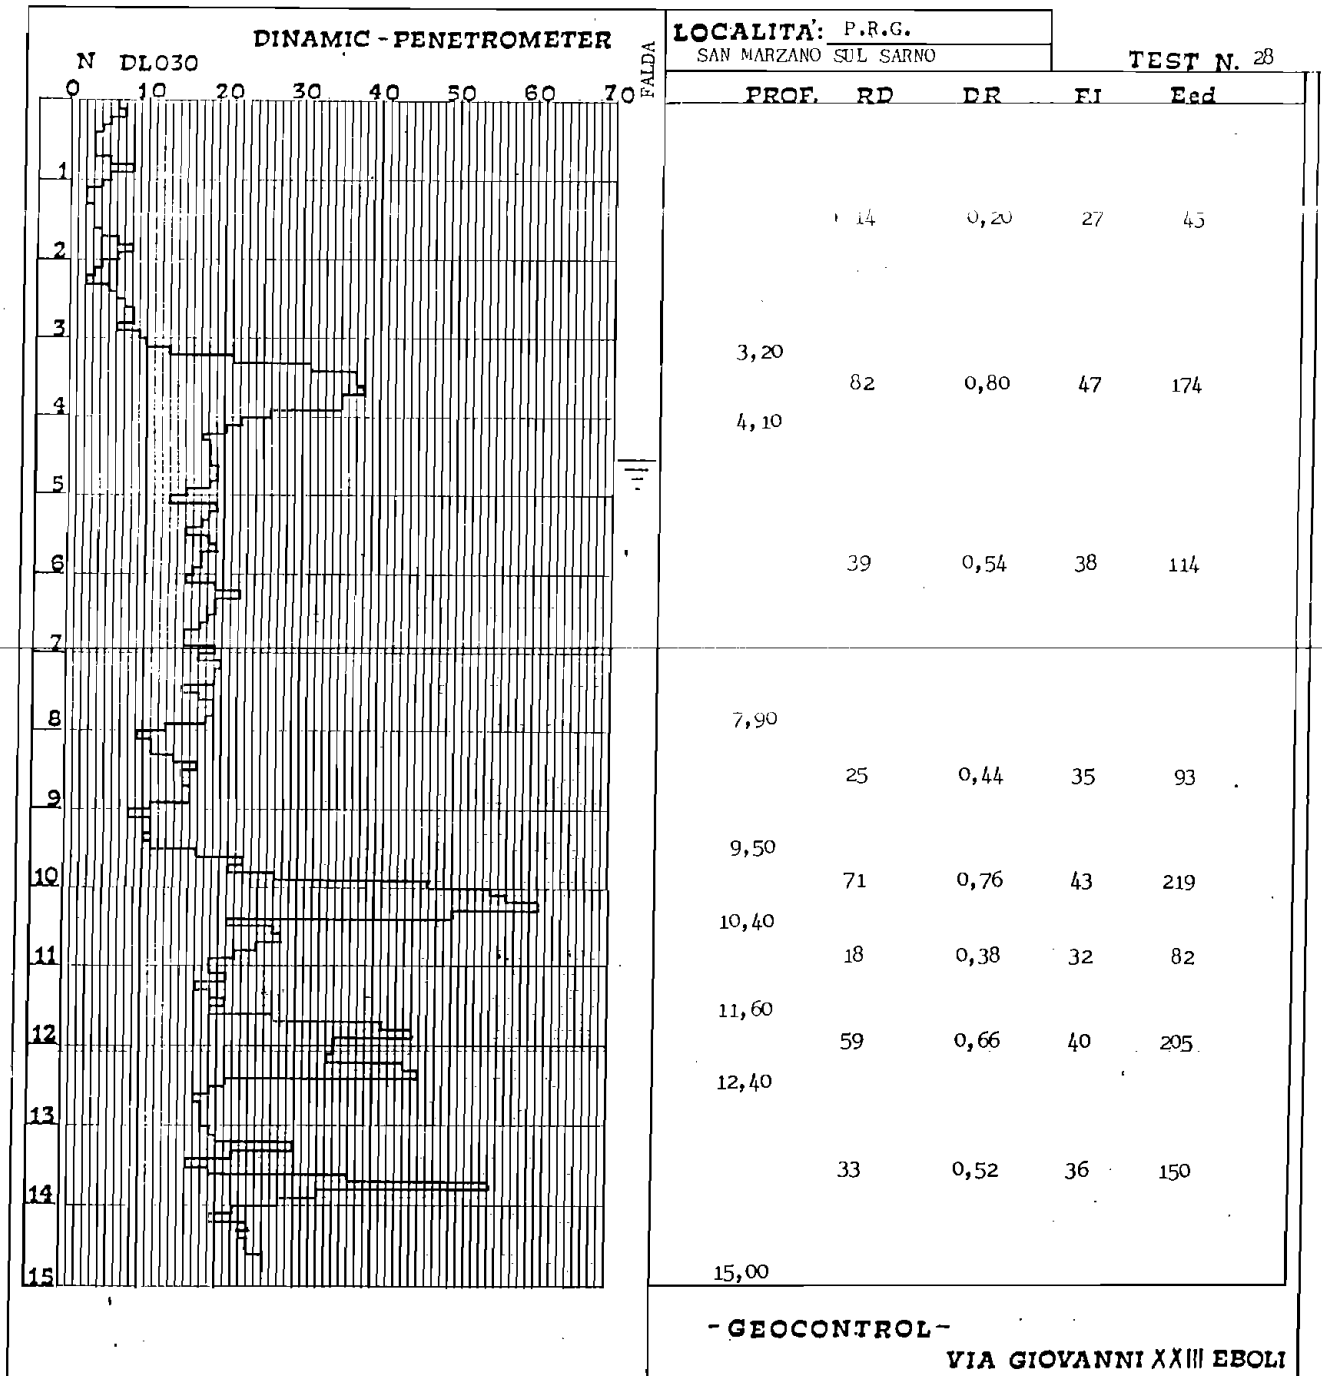 DINAMIC - PENETROMETER
N DL030
0 10 20 30 40 50 60 70
FALDA
1
2
3
4
5
6
7
8
9
10
11
12
13
14
15
LOCALITA': P.R.G.
SAN MARZANO SUL SARNO
TEST N. 28
PROF. RD DR FI Eed
14 0,20 27 45
3,20
82 0,80 47 174
4,10
39 0,54 38 114
7,90
25 0,44 35 93
9,50
71 0,76 43 219
10,40
18 0,38 32 82
11,60
59 0,66 40 205
12,40
33 0,52 36 150
15,00
- GEOCONTROL -
VIA GIOVANNI XXIII EBOLI